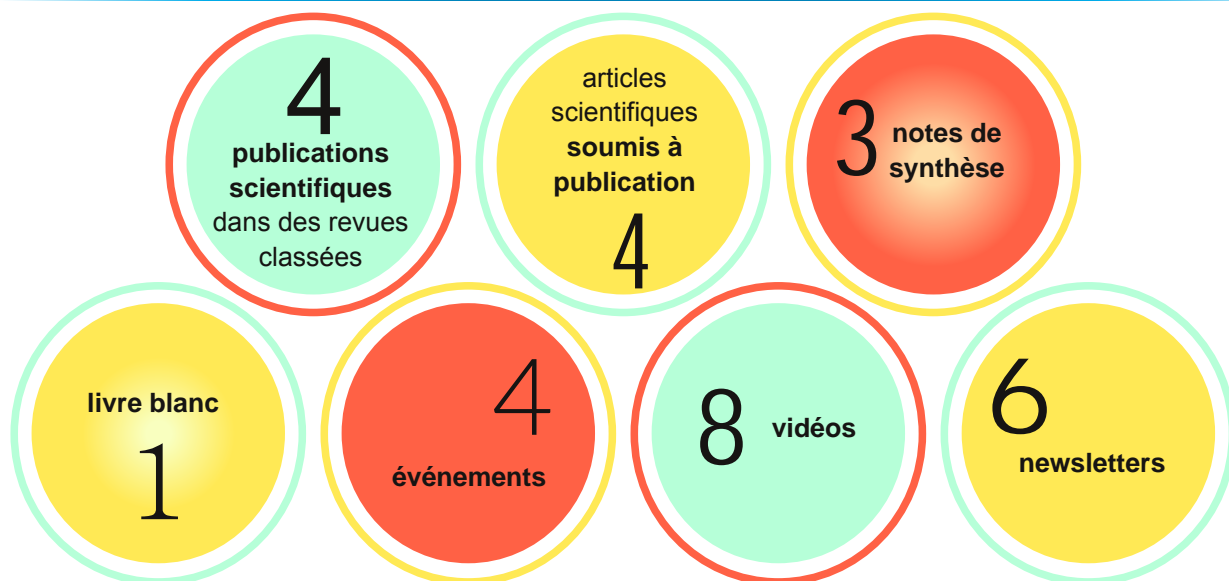 4
publications
scientifiques
dans des revues
classées
articles
scientifiques
soumis à
publication
4
3 notes de
synthèse
livre blanc
1
4
événements
8 vidéos
6
newsletters